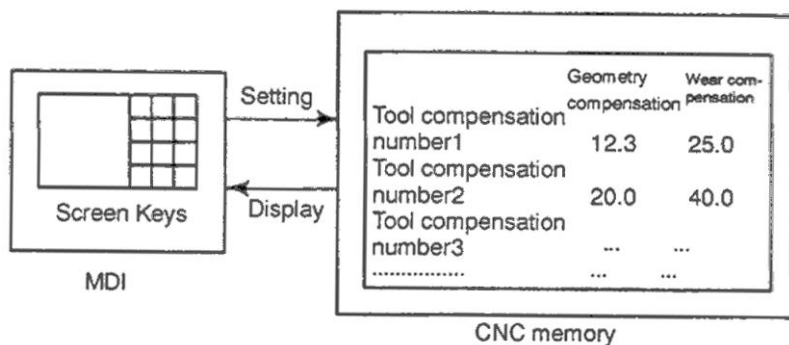 Setting
Display
Screen Keys
MDI
Geometry compensation
Wear com-
pensation
Tool compensation
number1 12.3 25.0
Tool compensation
number2 20.0 40.0
Tool compensation
number3 ... ...
................ ... ...
CNC memory